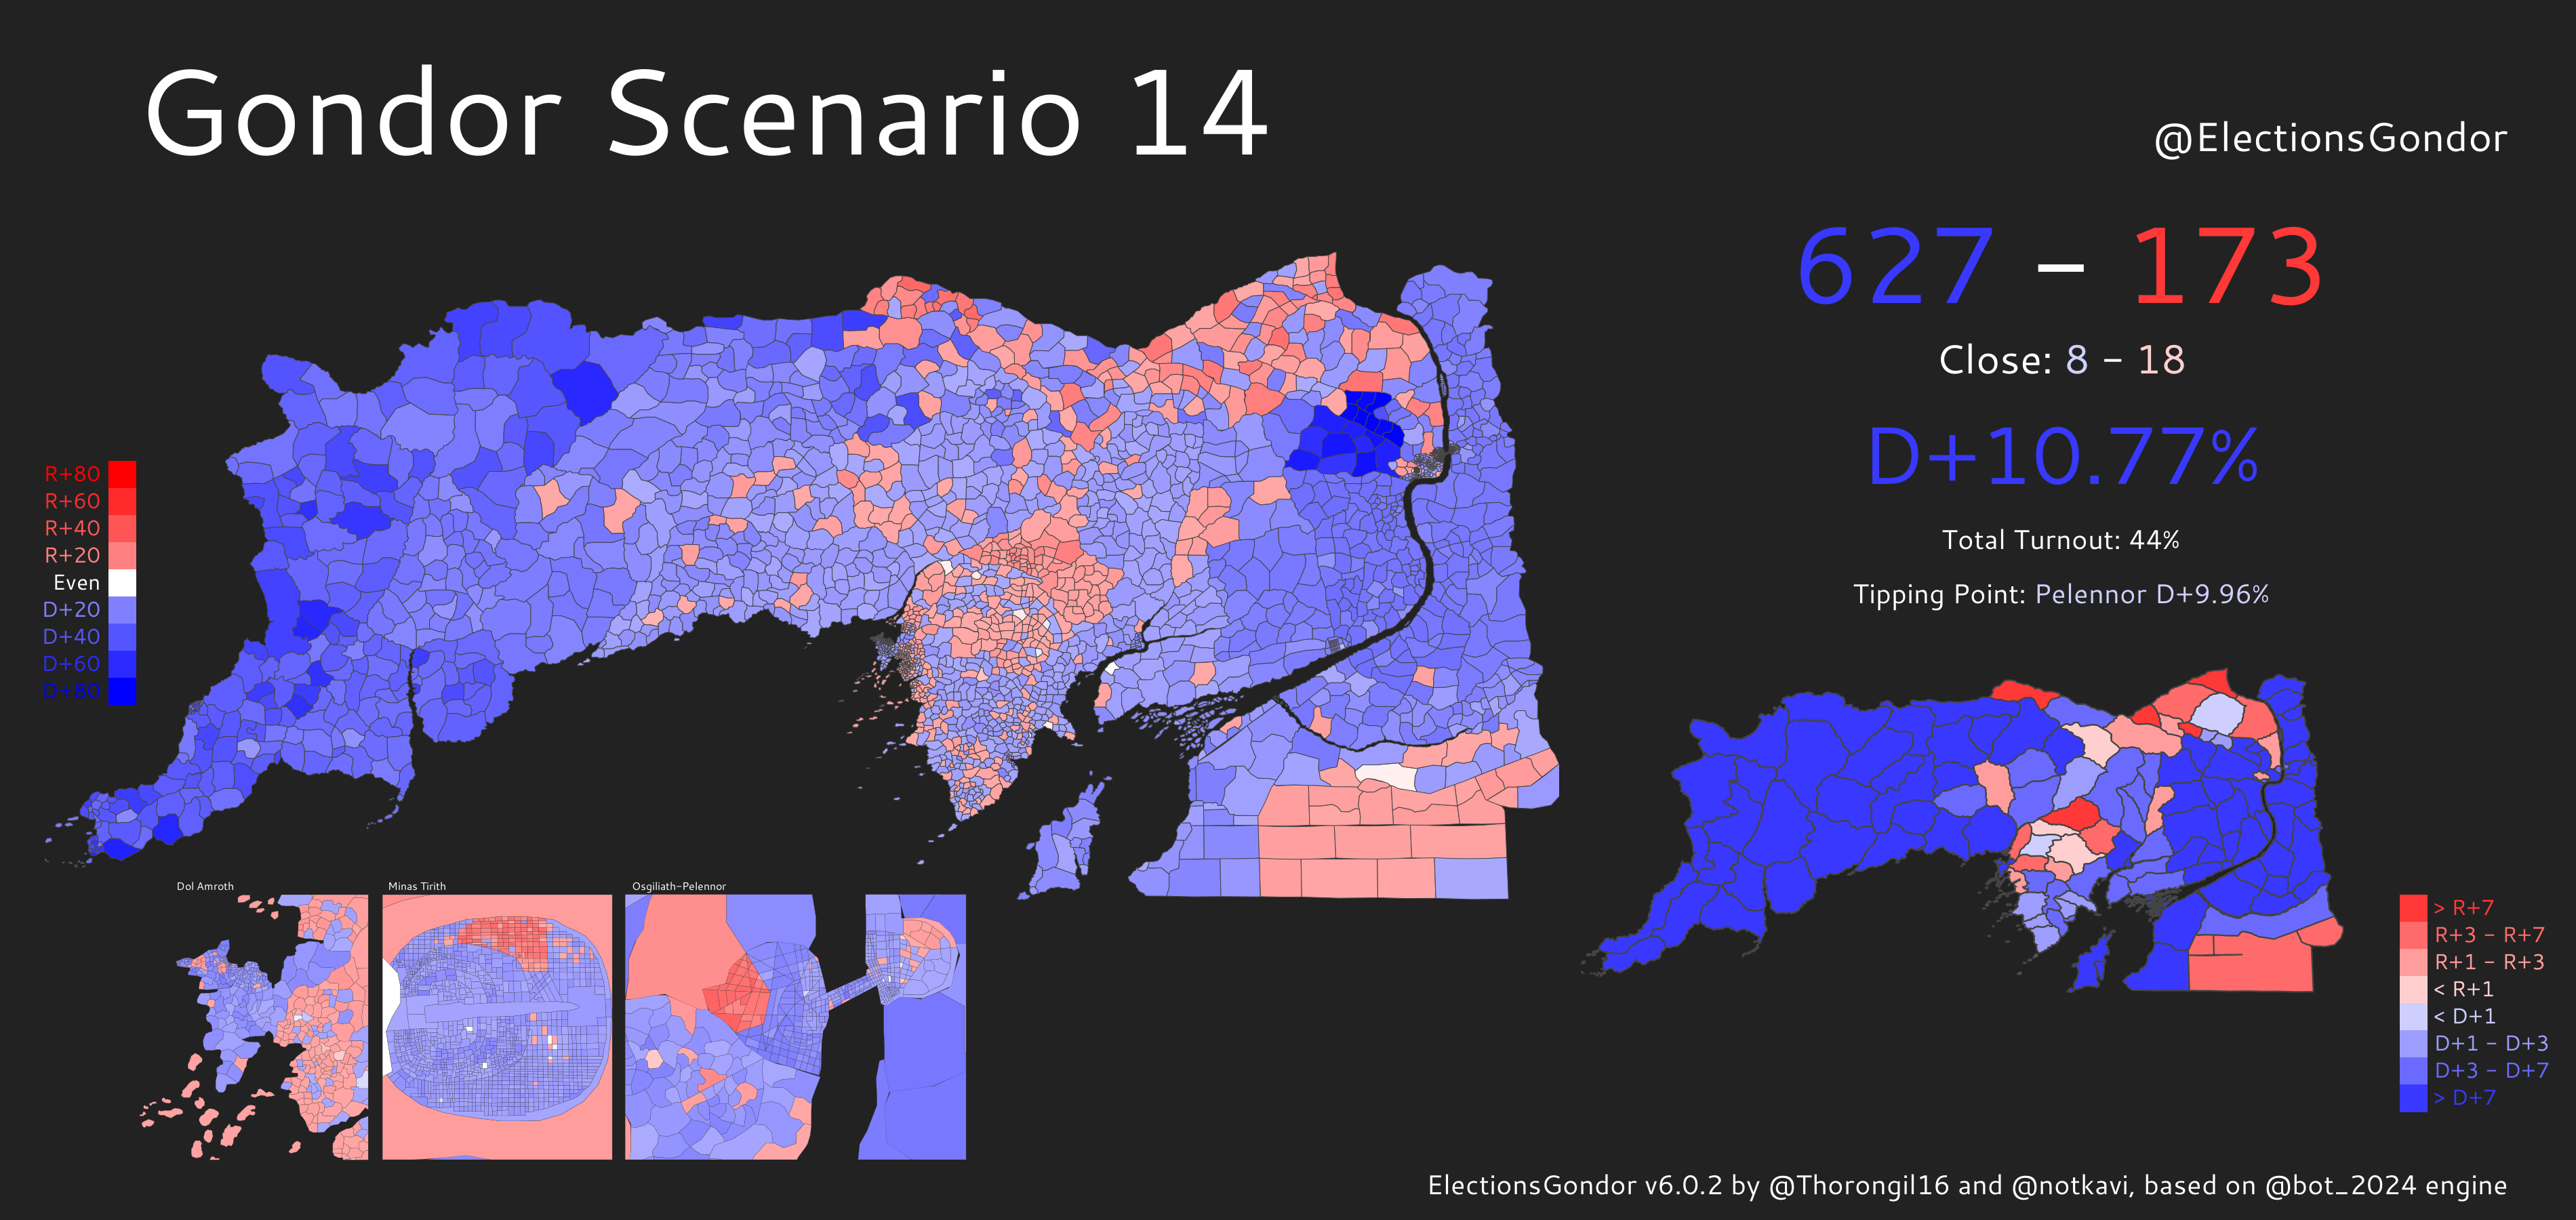 Gondor Scenario 14
@ElectionsGondor
627 – 173
Close: 8 – 18
D+10.77%
Total Turnout: 44%
Tipping Point: Pelennor D+9.96%
R+80
R+60
R+40
R+20
Even
D+20
D+40
D+60
D+80
Dol Amroth
Minas Tirith
Osgiliath-Pelennor
> R+7
R+3 – R+7
R+1 – R+3
< R+1
< D+1
D+1 – D+3
D+3 – D+7
> D+7
ElectionsGondor v6.0.2 by @Thorongil16 and @notkavi, based on @bot_2024 engine